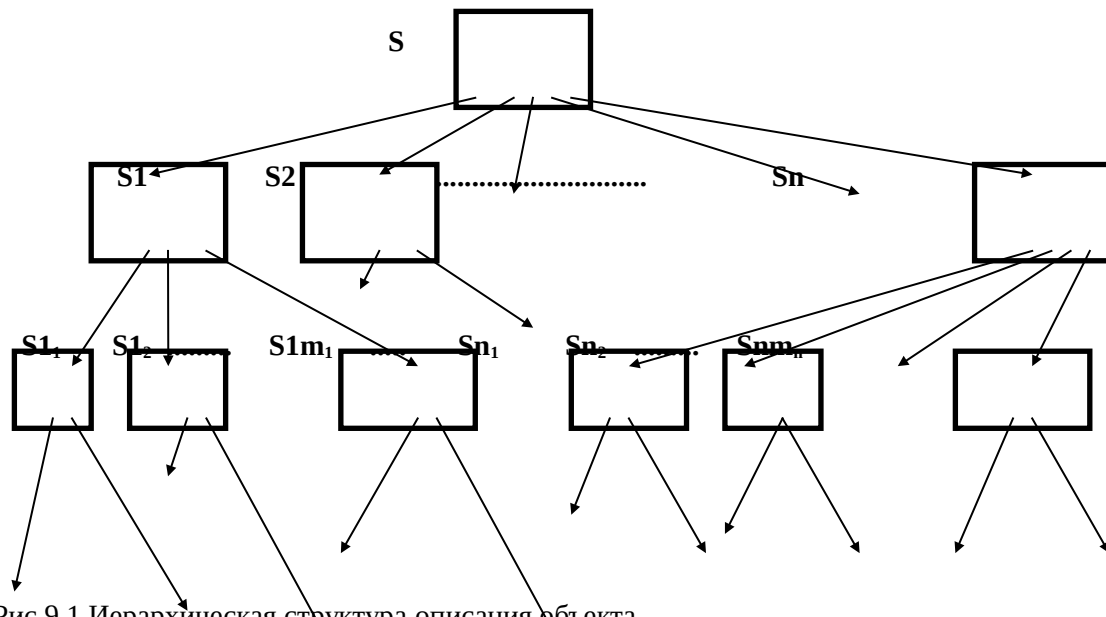 S
S1 S2 ........................... Sn
S1₁ S1₂ ......... S1m₁ ....... Sn₁ Sn₂ ......... Snmₙ
Рис 9.1 Иерархическая структура описания объекта